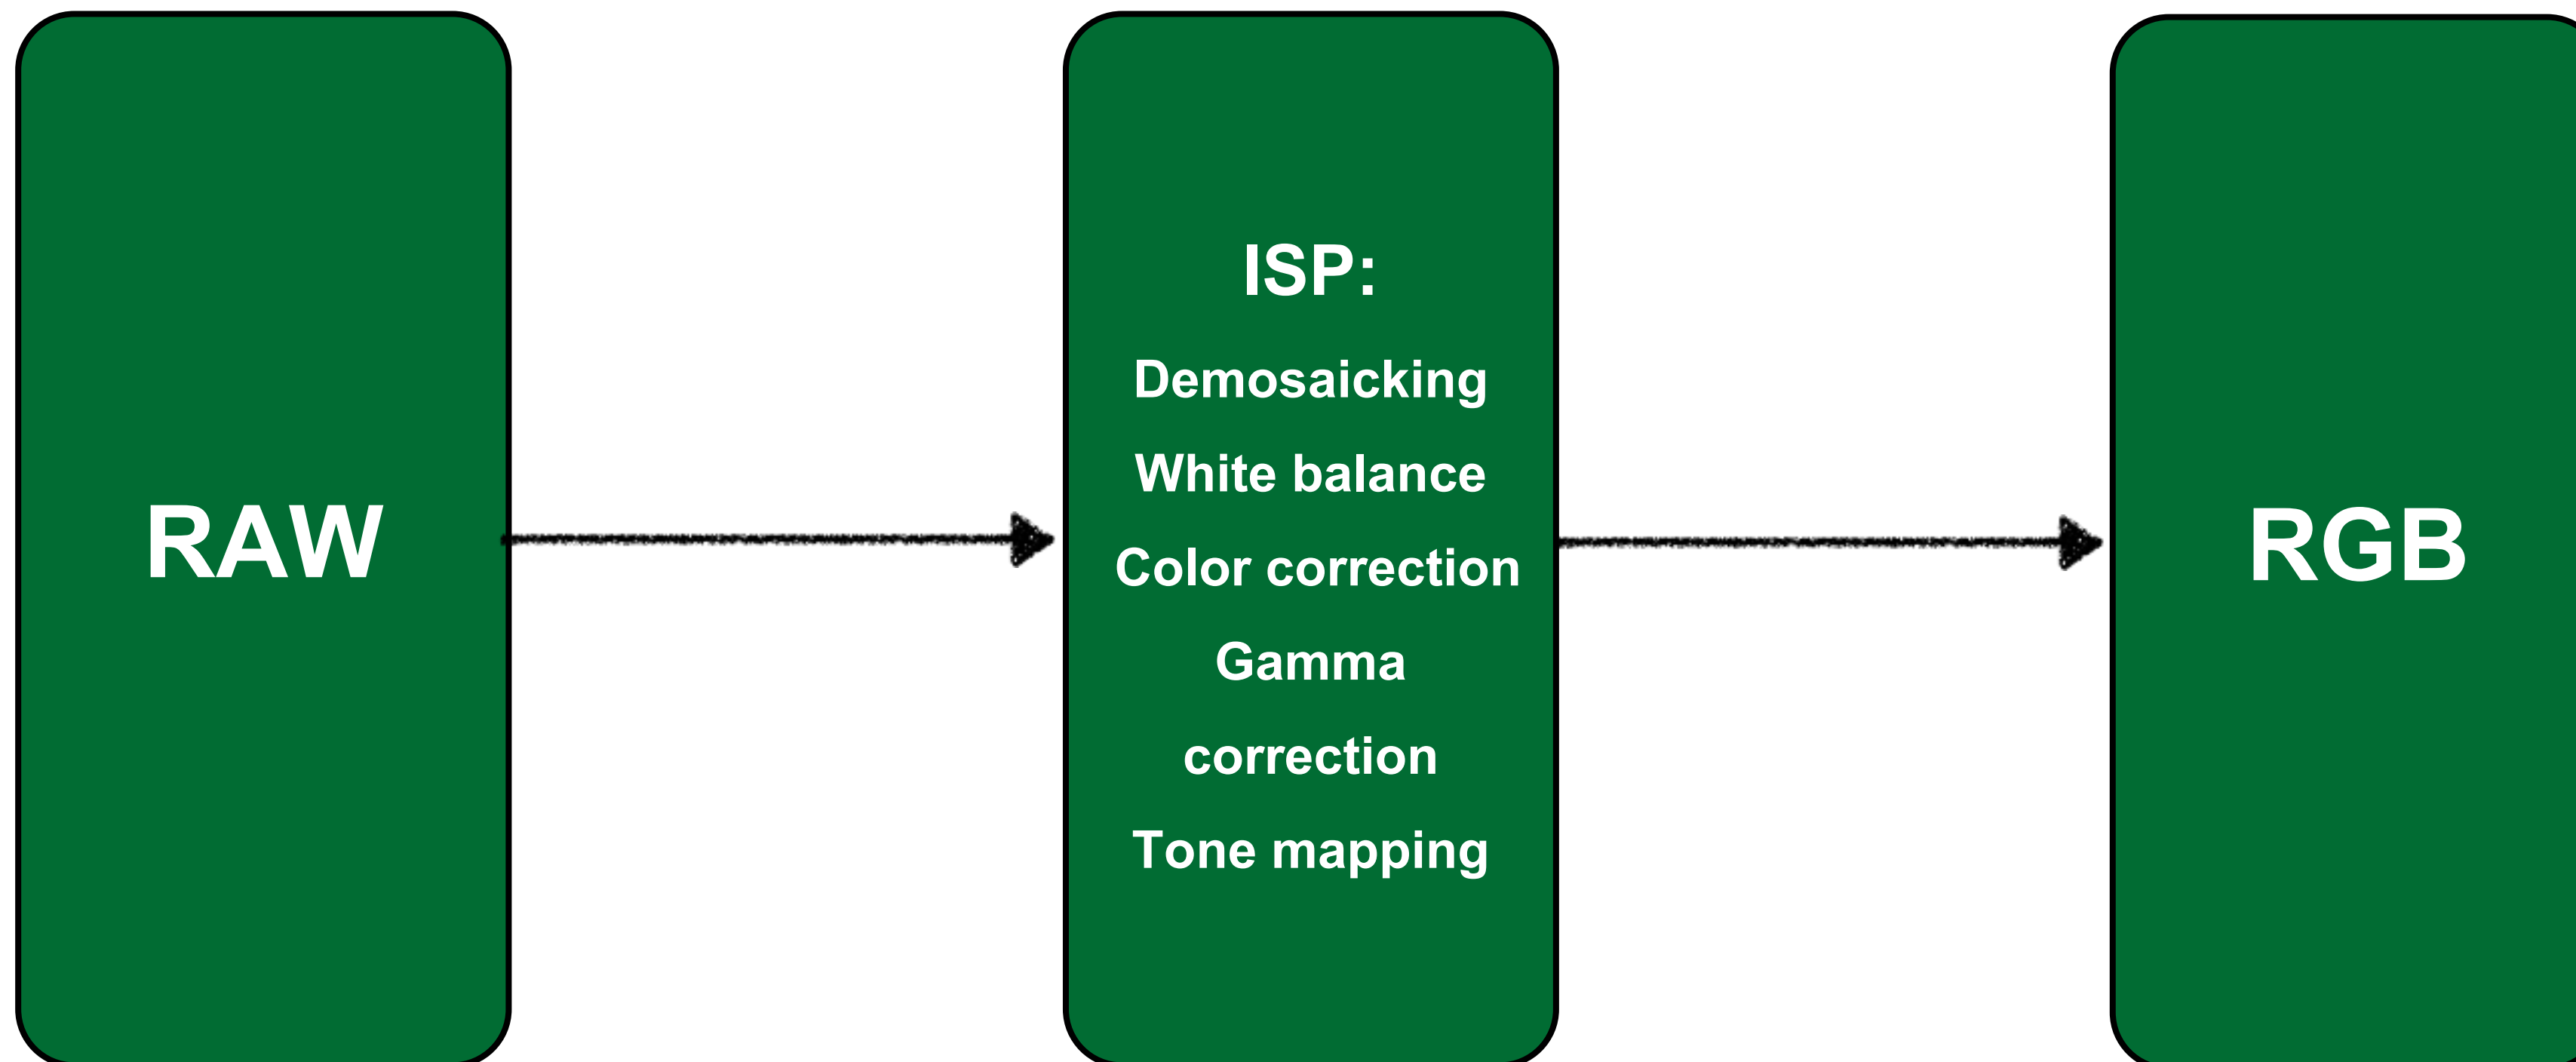 RAW
ISP:
Demosaicking
White balance
Color correction
Gamma
correction
Tone mapping
RGB